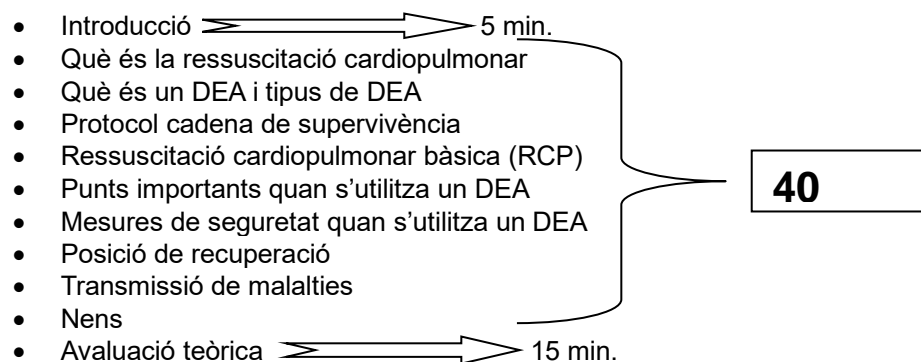 • Introducció 5 min.
• Què és la ressuscitació cardiopulmonar
• Què és un DEA i tipus de DEA
• Protocol cadena de supervivència
• Ressuscitació cardiopulmonar bàsica (RCP)
• Punts importants quan s’utilitza un DEA
• Mesures de seguretat quan s’utilitza un DEA
40
• Posició de recuperació
• Transmissió de malalties
• Nens
• Avaluació teòrica 15 min.